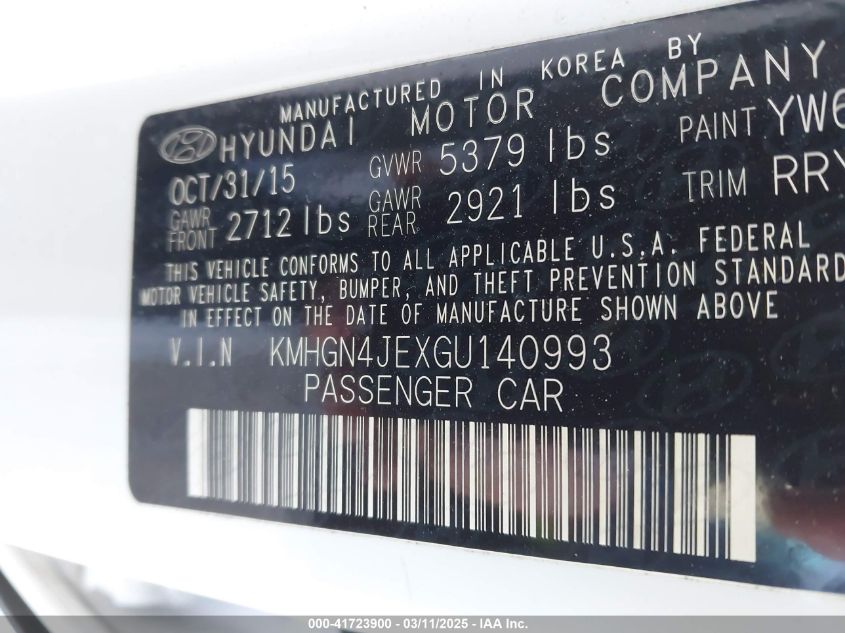 MANUFACTURED IN KOREA BY
HYUNDAI MOTOR COMPANY
OCT/31/15 GVWR 5379 lbs PAINT YW6
GAWR FRONT 2712 lbs GAWR REAR 2921 lbs TRIM RRY
THIS VEHICLE CONFORMS TO ALL APPLICABLE U.S.A. FEDERAL
MOTOR VEHICLE SAFETY, BUMPER, AND THEFT PREVENTION STANDARD
IN EFFECT ON THE DATE OF MANUFACTURE SHOWN ABOVE
V.I.N KMHGN4JEXGU140993
PASSENGER CAR
000-41723900 - 03/11/2025 - IAA Inc.